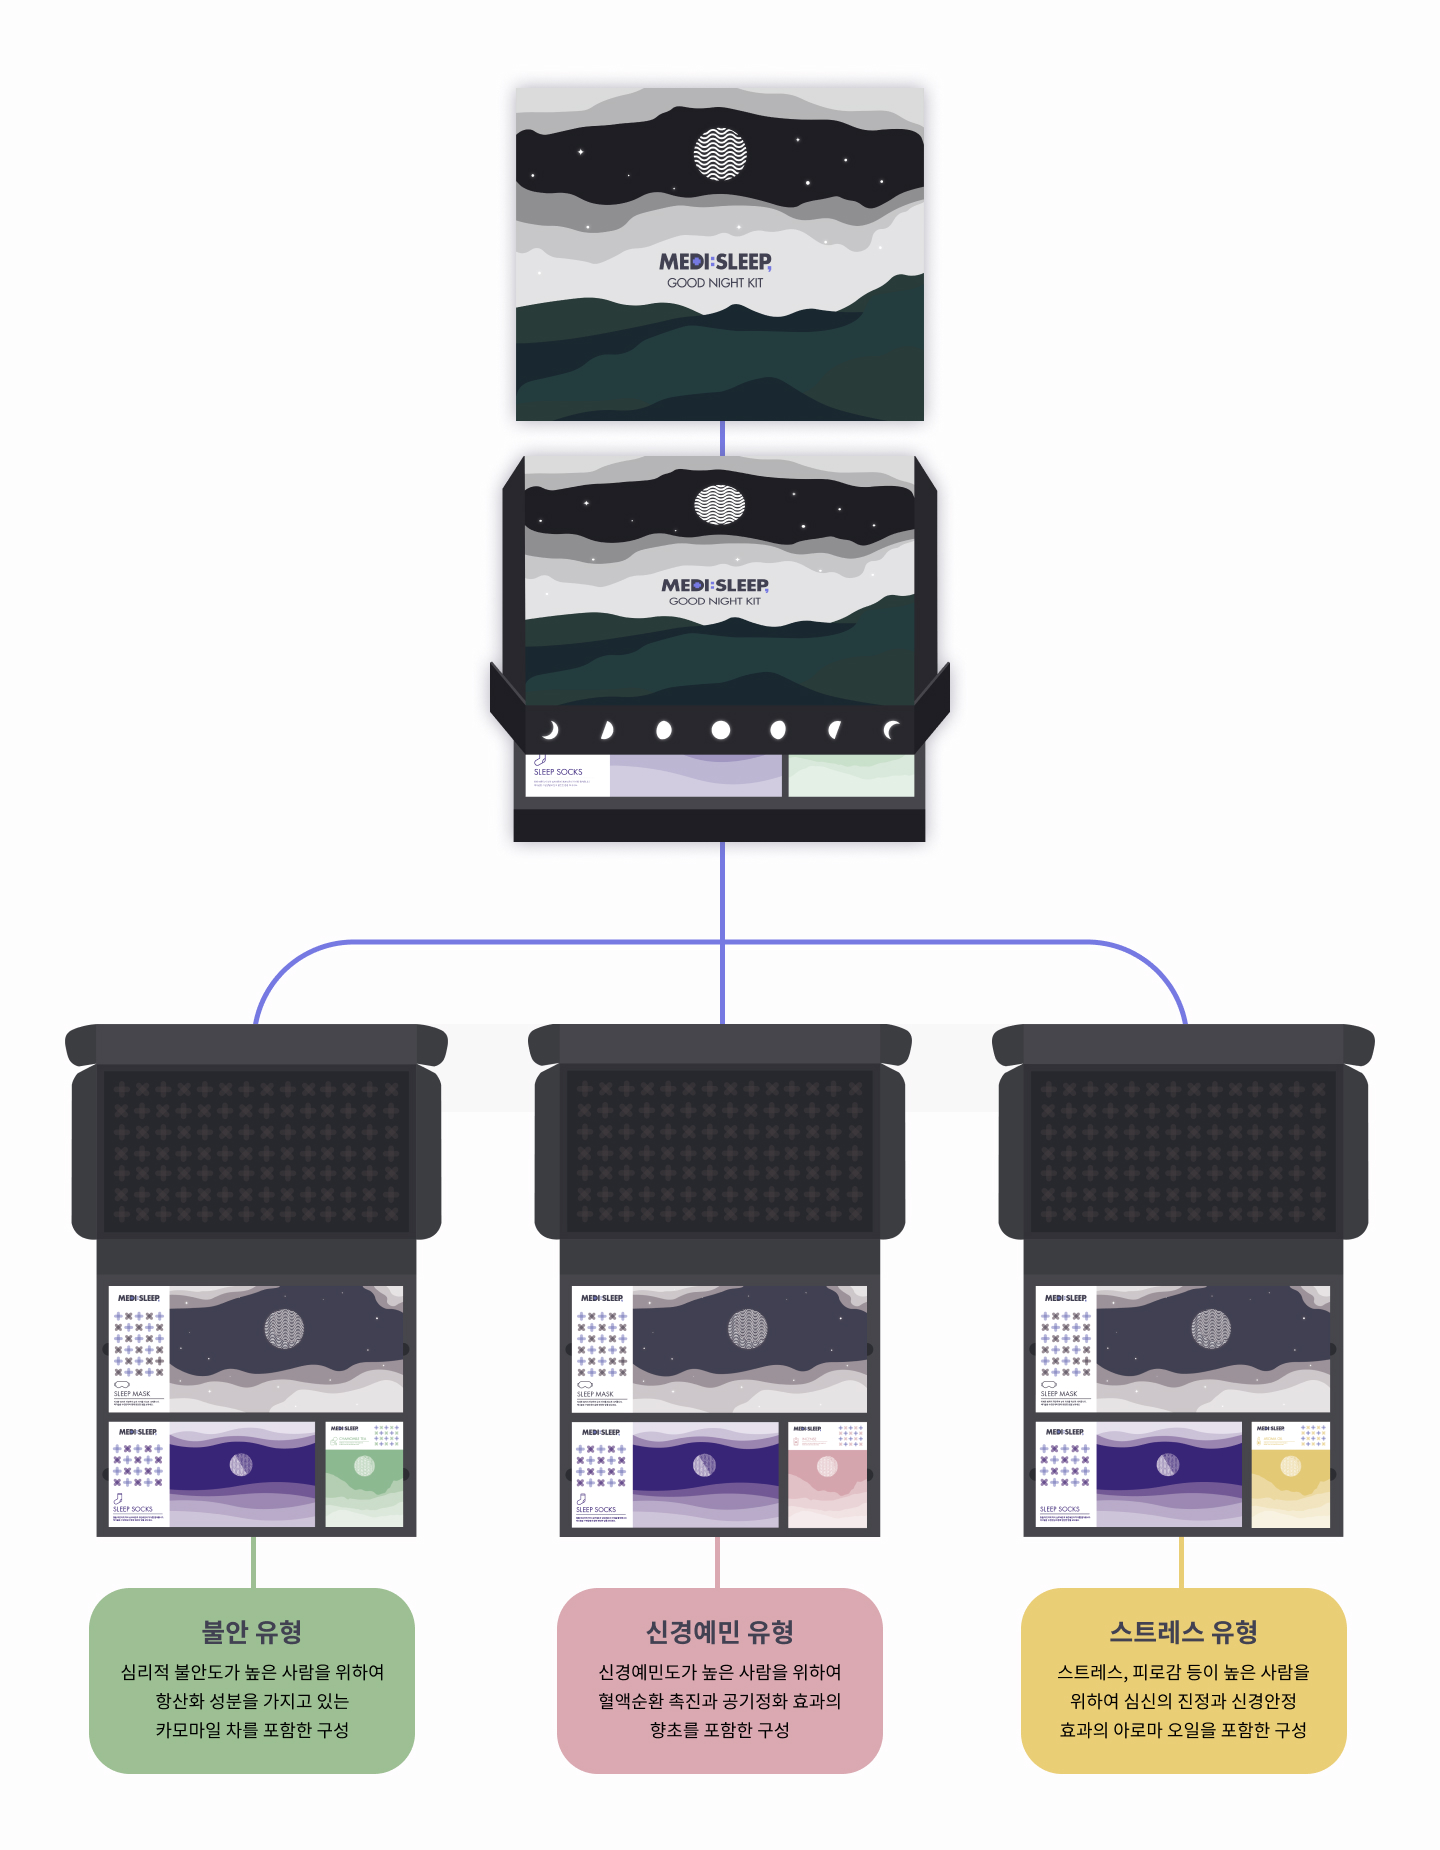 MEDI:SLEEP,
GOOD NIGHT KIT
MEDI:SLEEP,
GOOD NIGHT KIT
SLEEP SOCKS
MEDI:SLEEP,
SLEEP MASK
MEDI:SLEEP,
SLEEP SOCKS
MEDI:SLEEP,
MEDI:SLEEP,
SLEEP MASK
MEDI:SLEEP,
SLEEP SOCKS
MEDI:SLEEP,
MEDI:SLEEP,
SLEEP MASK
MEDI:SLEEP,
SLEEP SOCKS
MEDI:SLEEP,
불안 유형
심리적 불안도가 높은 사람을 위하여
항산화 성분을 가지고 있는
카모마일 차를 포함한 구성
신경예민 유형
신경예민도가 높은 사람을 위하여
혈액순환 촉진과 공기정화 효과의
향초를 포함한 구성
스트레스 유형
스트레스, 피로감 등이 높은 사람을
위하여 심신의 진정과 신경안정
효과의 아로마 오일을 포함한 구성